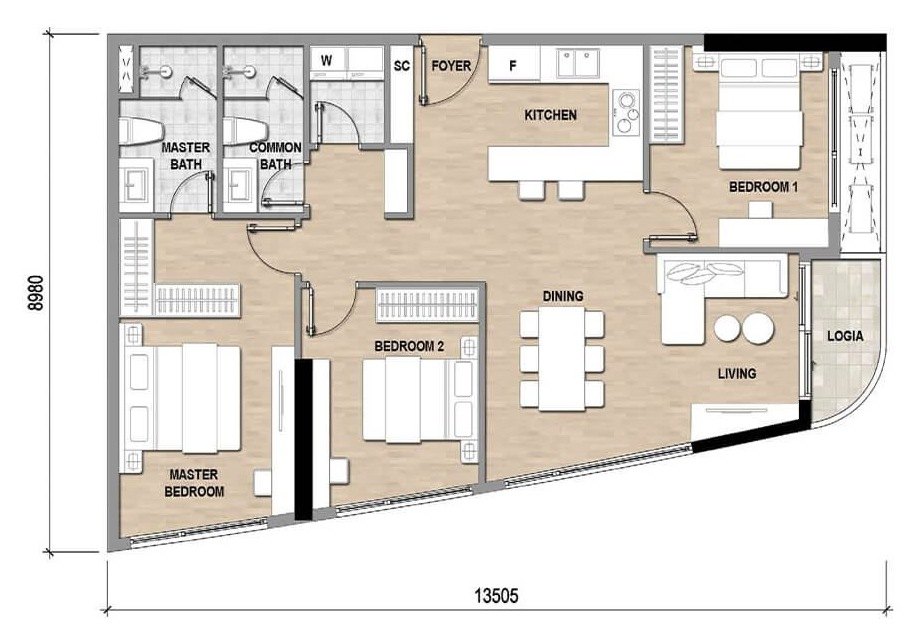 W
SC
FOYER
F
KITCHEN
MASTER
BATH
COMMON
BATH
I
BEDROOM 1
DINING
LOGIA
BEDROOM 2
LIVING
MASTER
BEDROOM
8980
13505